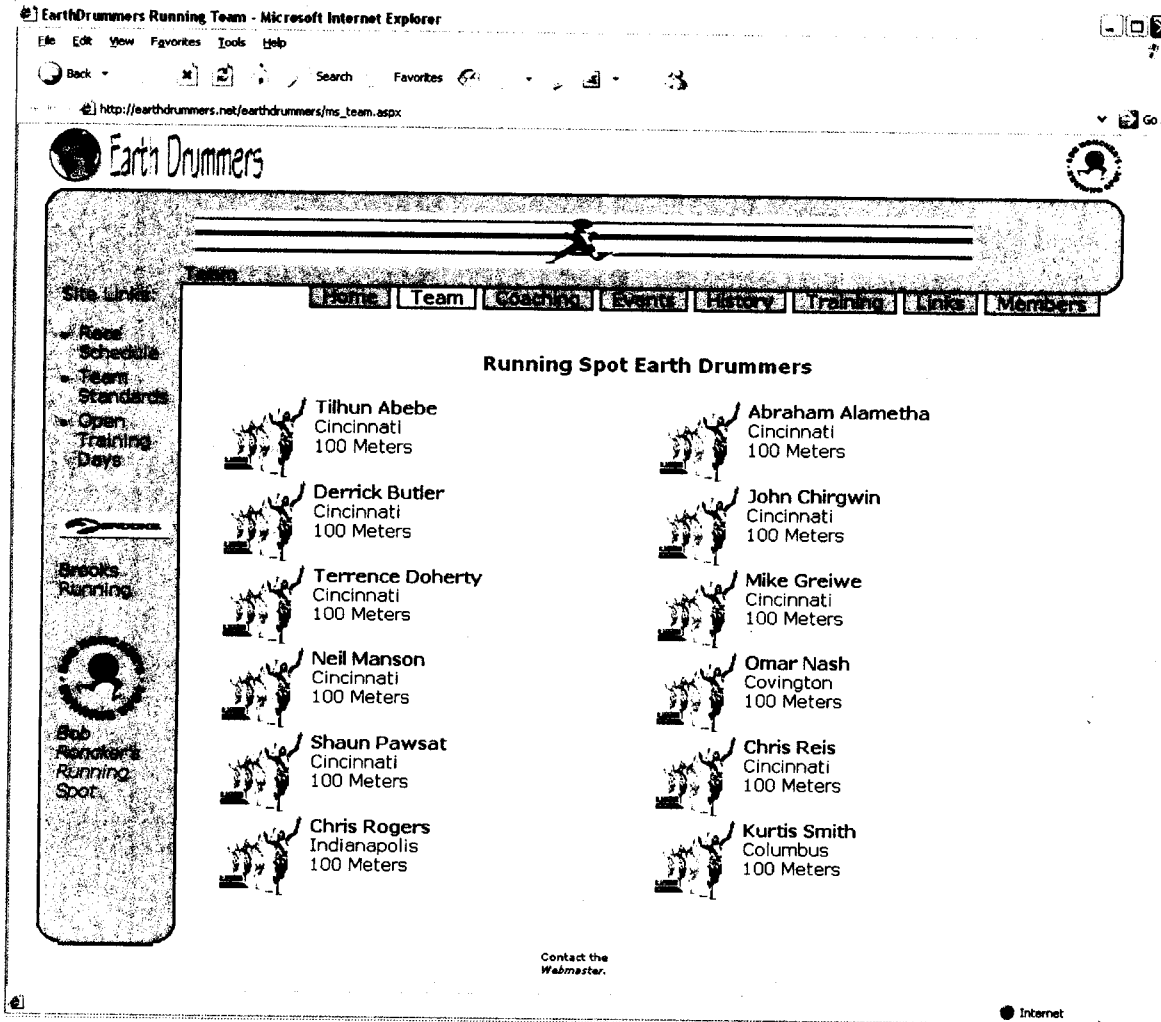 EarthDrummers Running Team - Microsoft Internet Explorer
File Edit View Favorites Tools Help
Back Search Favorites
http://earthdrummers.net/earthdrummers/ms_team.aspx
Go
Earth Drummers
Team
Home Team Coaching Events History Training Links Members
Site Links:
Race
Schedule
Team
Standards
Open
Training
Days
BROOKS
Brooks
Running
Bob
Roncker's
Running
Spot
Running Spot Earth Drummers
Tilhun Abebe
Cincinnati
100 Meters
Abraham Alametha
Cincinnati
100 Meters
Derrick Butler
Cincinnati
100 Meters
John Chirgwin
Cincinnati
100 Meters
Terrence Doherty
Cincinnati
100 Meters
Mike Greiwe
Cincinnati
100 Meters
Neil Manson
Cincinnati
100 Meters
Omar Nash
Covington
100 Meters
Shaun Pawsat
Cincinnati
100 Meters
Chris Reis
Cincinnati
100 Meters
Chris Rogers
Indianapolis
100 Meters
Kurtis Smith
Columbus
100 Meters
Contact the
Webmaster.
Internet